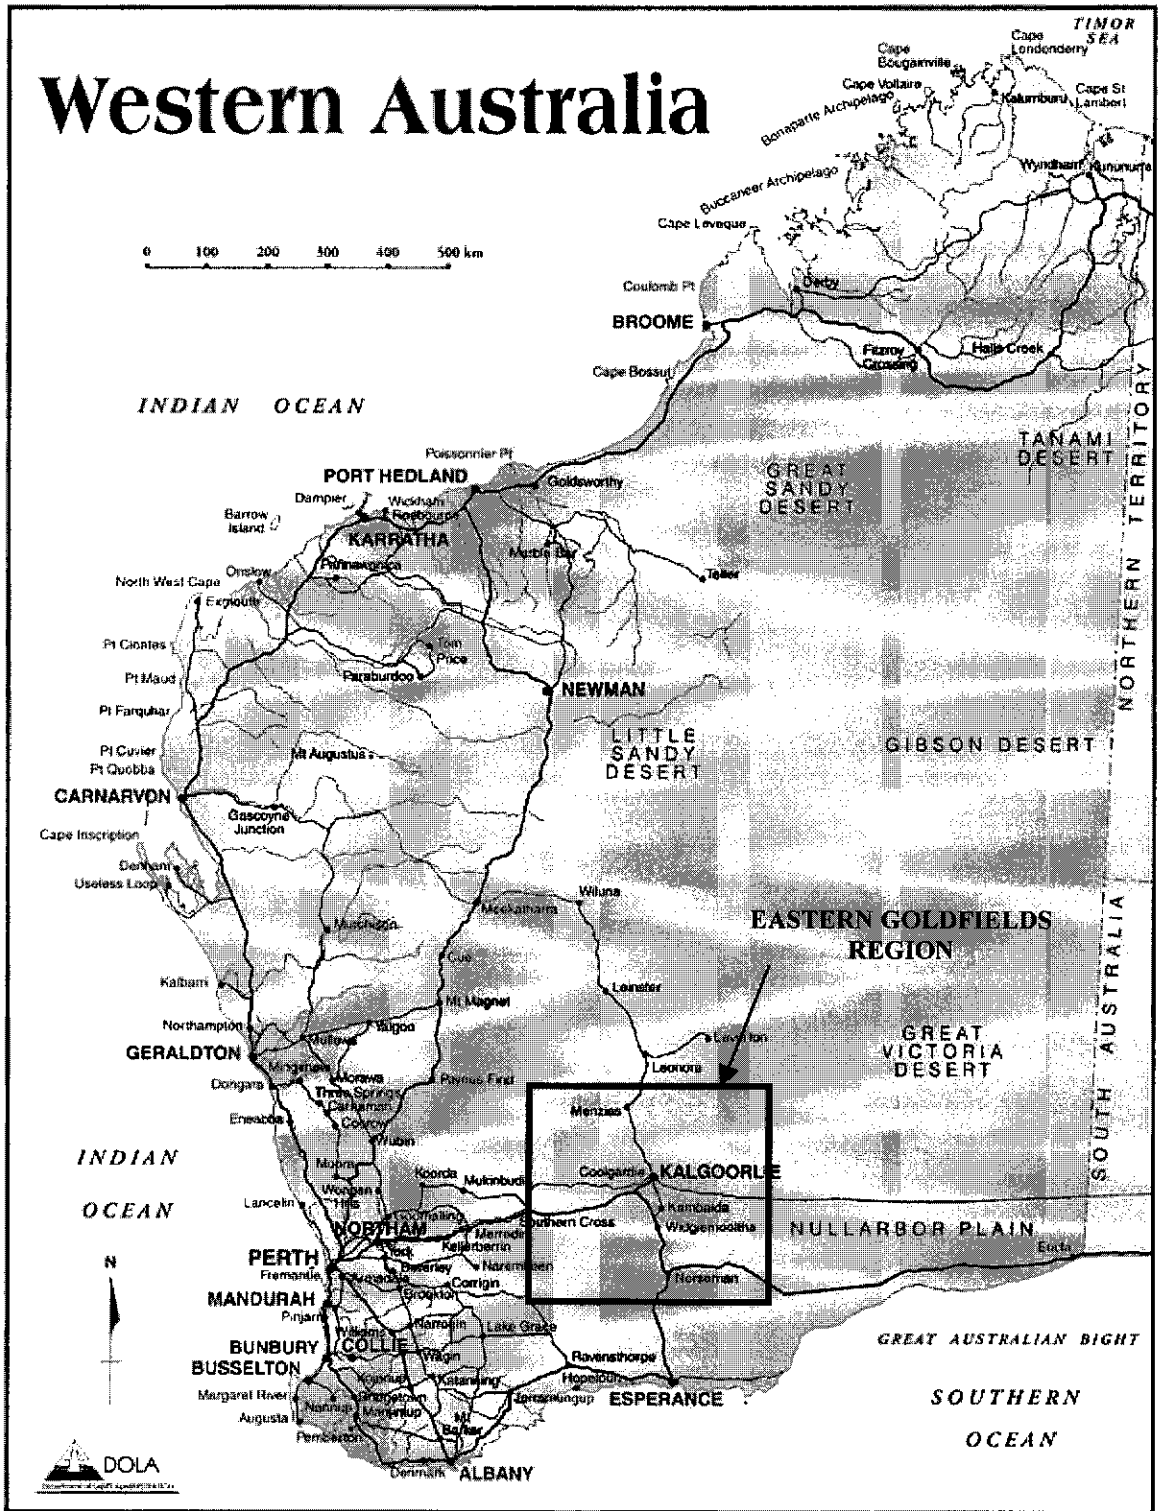 TIMOR
SEA
Cape
Londonderry
Cape
Bougainville
Cape Voltaire
Kalumburu
Cape St
Lambert
Bonaparte Archipelago
Western Australia
Wyndham
Kununurra
Buccaneer Archipelago
Cape Leveque
0 100 200 300 400 500 km
Coulomb Pt
Derby
BROOME
Fitzroy
Crossing
Halls Creek
Cape Bossut
INDIAN OCEAN
TANAMI
DESERT
NORTHERN TERRITORY
Poissonnier Pt
PORT HEDLAND
Goldsworthy
GREAT
SANDY
DESERT
Dampier
Wickham
Roebourne
Barrow
Island
KARRATHA
Marble Bar
Pannawonica
Telfer
Onslow
North West Cape
Exmouth
Pt Cloates
Tom
Price
Pt Maud
Paraburdoo
NEWMAN
Pt Farquhar
LITTLE
SANDY
DESERT
GIBSON DESERT
Pt Cuvier
Mt Augustus
Pt Quobba
CARNARVON
Gascoyne
Junction
Cape Inscription
Denham
Useless Loop
Wiluna
Meekatharra
EASTERN GOLDFIELDS
REGION
Murchison
Cue
SOUTH AUSTRALIA
Kalbarri
Leinster
Mt Magnet
Northampton
Yalgoo
Mullewa
Laverton
GREAT
VICTORIA
DESERT
GERALDTON
Mingenew
Leonora
Dongara
Morawa
Paynes Find
Three Springs
Carnamah
Menzies
Eneabba
Coorow
Wubin
INDIAN
OCEAN
Moora
Koorda
Mukinbudin
Coolgardie
KALGOORLIE
Wongan
Hills
Lancelin
Kambalda
Goomalling
Southern Cross
Widgiemooltha
NULLARBOR PLAIN
NORTHAM
Merredin
Kellerberrin
Eucla
N
PERTH
York
Beverley
Narembeen
Norseman
Fremantle
Armadale
Corrigin
Brookton
MANDURAH
Pinjarra
Narrogin
Lake Grace
Williams
GREAT AUSTRALIAN BIGHT
BUNBURY
COLLIE
Wagin
Ravensthorpe
BUSSELTON
Kojonup
Katanning
Hopetoun
Margaret River
Bridgetown
Jerramungup
ESPERANCE
SOUTHERN
OCEAN
Nannup
Manjimup
Augusta
Mt
Barker
Pemberton
DOLA
Denmark
ALBANY